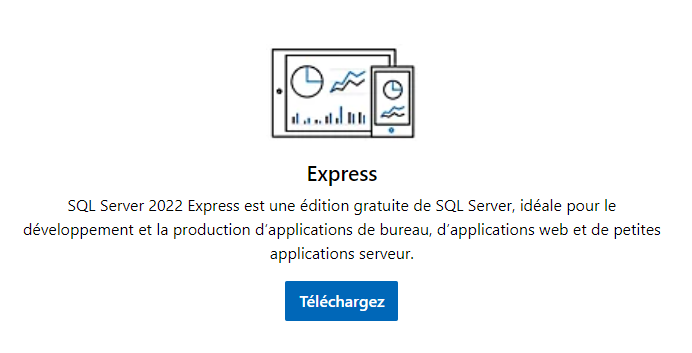 Express
SQL Server 2022 Express est une édition gratuite de SQL Server, idéale pour le
développement et la production d’applications de bureau, d’applications web et de petites
applications serveur.
Téléchargez